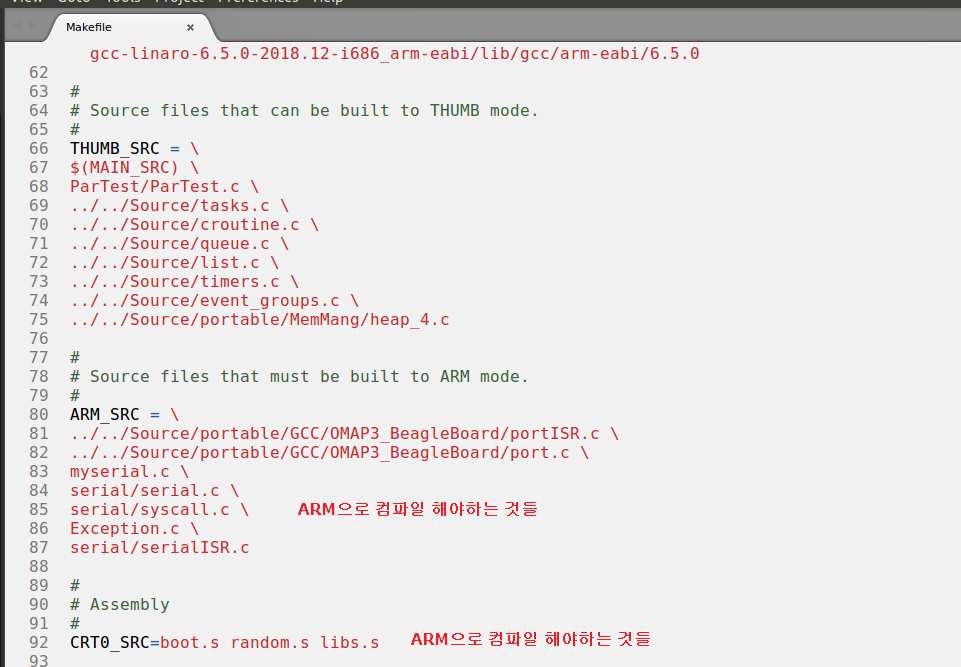 View Goto Tools Project Preferences Help
Makefile ×
gcc-linaro-6.5.0-2018.12-i686_arm-eabi/lib/gcc/arm-eabi/6.5.0
62
63 #
64 # Source files that can be built to THUMB mode.
65 #
66 THUMB_SRC = \
67 $(MAIN_SRC) \
68 ParTest/ParTest.c \
69 ../../Source/tasks.c \
70 ../../Source/croutine.c \
71 ../../Source/queue.c \
72 ../../Source/list.c \
73 ../../Source/timers.c \
74 ../../Source/event_groups.c \
75 ../../Source/portable/MemMang/heap_4.c
76
77 #
78 # Source files that must be built to ARM mode.
79 #
80 ARM_SRC = \
81 ../../Source/portable/GCC/OMAP3_BeagleBoard/portISR.c \
82 ../../Source/portable/GCC/OMAP3_BeagleBoard/port.c \
83 myserial.c \
84 serial/serial.c \
85 serial/syscall.c \ ARM으로 컴파일 해야하는 것들
86 Exception.c \
87 serial/serialISR.c
88
89 #
90 # Assembly
91 #
92 CRT0_SRC=boot.s random.s libs.s ARM으로 컴파일 해야하는 것들
93